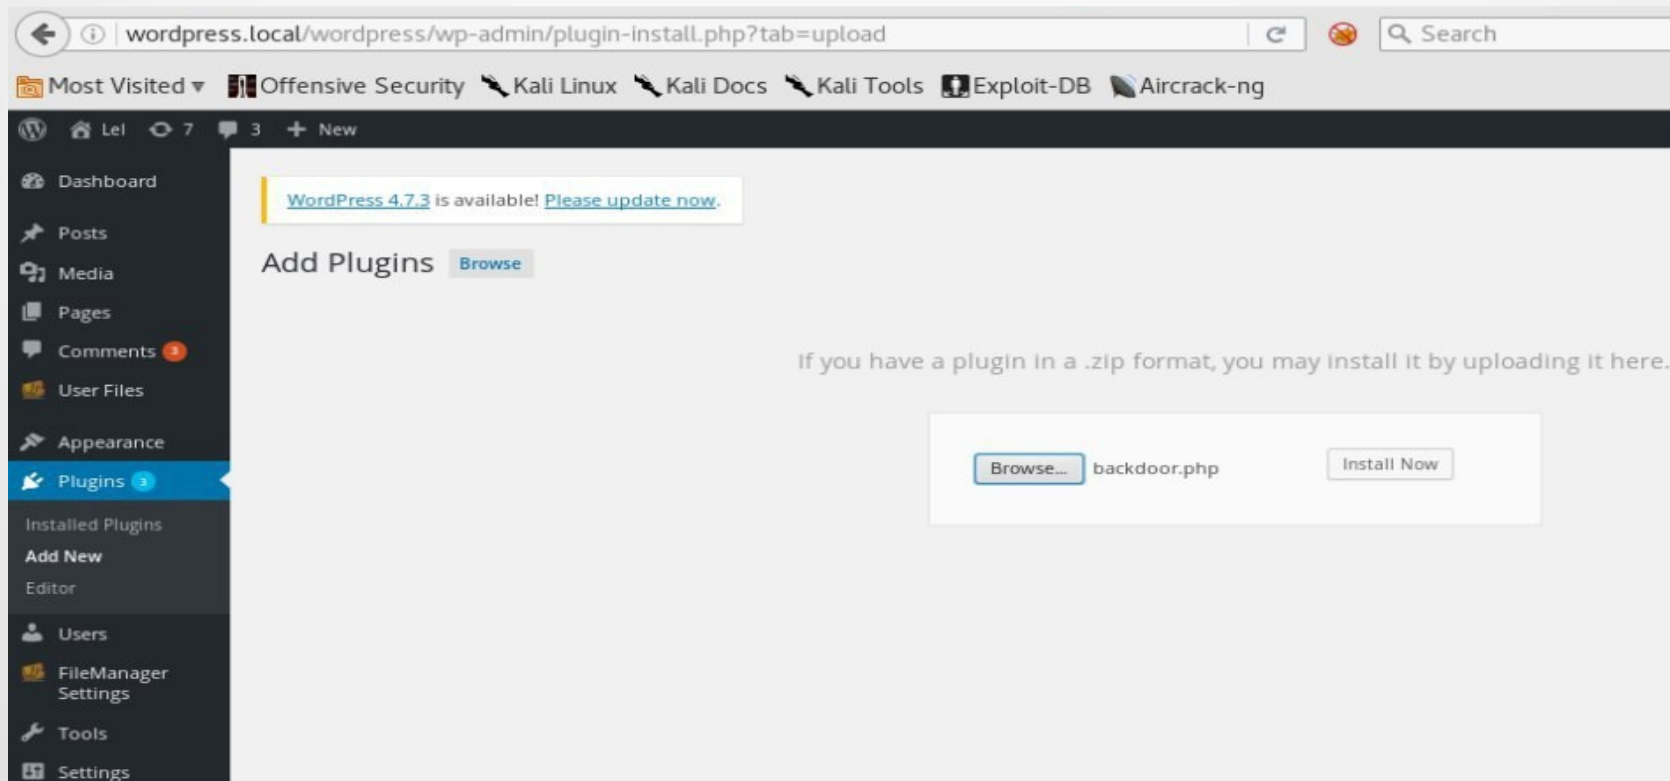 wordpress.local/wordpress/wp-admin/plugin-install.php?tab=upload
Search
Most Visited Offensive Security Kali Linux Kali Docs Kali Tools Exploit-DB Aircrack-ng
Lel 7 3 + New
Dashboard
WordPress 4.7.3 is available! Please update now.
Posts
Add Plugins Browse
Media
Pages
Comments 3
If you have a plugin in a .zip format, you may install it by uploading it here.
User Files
Appearance
Browse... backdoor.php Install Now
Plugins 3
Installed Plugins
Add New
Editor
Users
FileManager
Settings
Tools
Settings